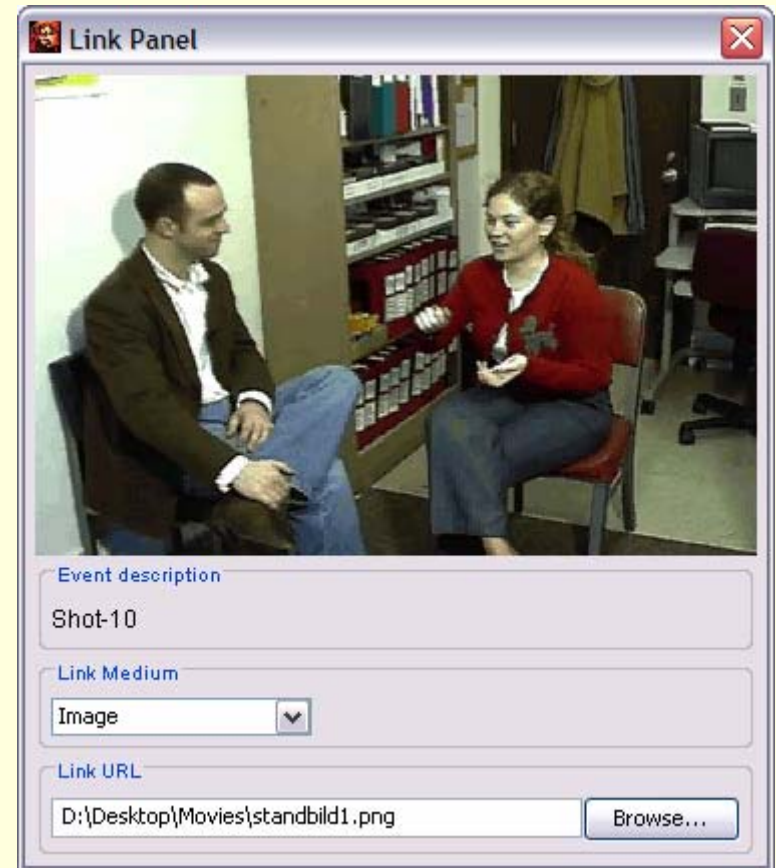 Link Panel
Event description
Shot-10
Link Medium
Image
Link URL
D:\Desktop\Movies\standbild1.png
Browse...